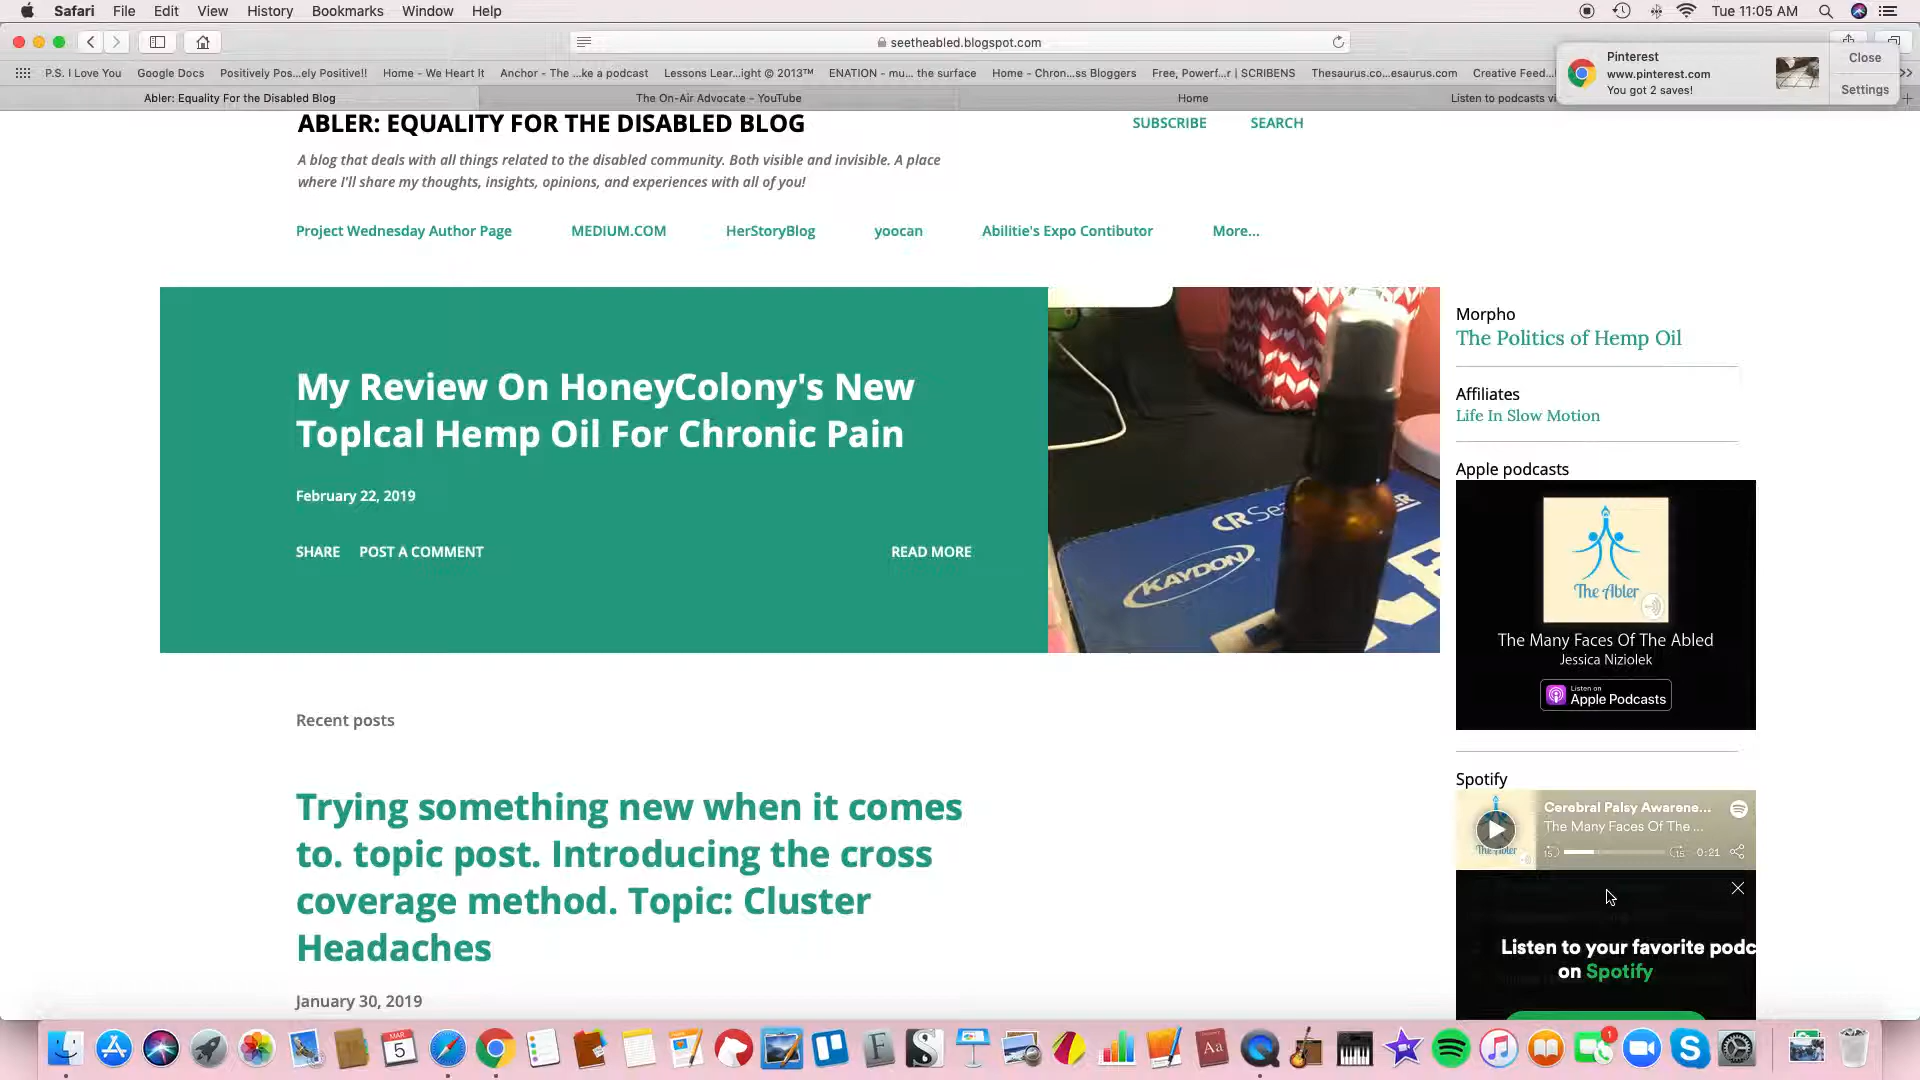 Safari File Edit View History Bookmarks Window Help
Tue 11:05 AM
seetheabled.blogspot.com
P.S. I Love You Google Docs Positively Pos...ely Positive!! Home - We Heart It Anchor - The ...ke a podcast Lessons Lear...ight © 2013™ ENATION - mu... the surface Home - Chron...ss Bloggers Free, Powerf...r | SCRIBENS Thesaurus.co...esaurus.com Creative Feed...
Pinterest
www.pinterest.com
You got 2 saves!
Close
Settings
Abler: Equality For the Disabled Blog The On-Air Advocate - YouTube Home Listen to podcasts vi
ABLER: EQUALITY FOR THE DISABLED BLOG
SUBSCRIBE SEARCH
A blog that deals with all things related to the disabled community. Both visible and invisible. A place
where I'll share my thoughts, insights, opinions, and experiences with all of you!
Project Wednesday Author Page MEDIUM.COM HerStoryBlog yoocan Abilitie's Expo Contibutor More...
My Review On HoneyColony's New
TopIcal Hemp Oil For Chronic Pain
February 22, 2019
SHARE POST A COMMENT READ MORE
CR Se
KAYDON
Morpho
The Politics of Hemp Oil
Affiliates
Life In Slow Motion
Apple podcasts
The Abler
The Many Faces Of The Abled
Jessica Niziolek
Listen on
Apple Podcasts
Recent posts
Trying something new when it comes
to. topic post. Introducing the cross
coverage method. Topic: Cluster
Headaches
January 30, 2019
Spotify
Cerebral Palsy Awarene...
The Many Faces Of The ...
15 15 0:21
Listen to your favorite podc
on Spotify
MAR
5
Aa
1